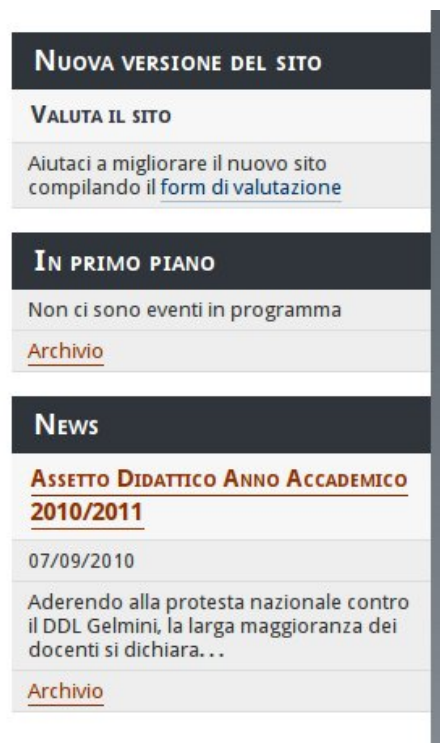 Nuova versione del sito
Valuta il sito
Aiutaci a migliorare il nuovo sito
compilando il form di valutazione
In primo piano
Non ci sono eventi in programma
Archivio
News
Assetto Didattico Anno Accademico
2010/2011
07/09/2010
Aderendo alla protesta nazionale contro
il DDL Gelmini, la larga maggioranza dei
docenti si dichiara...
Archivio